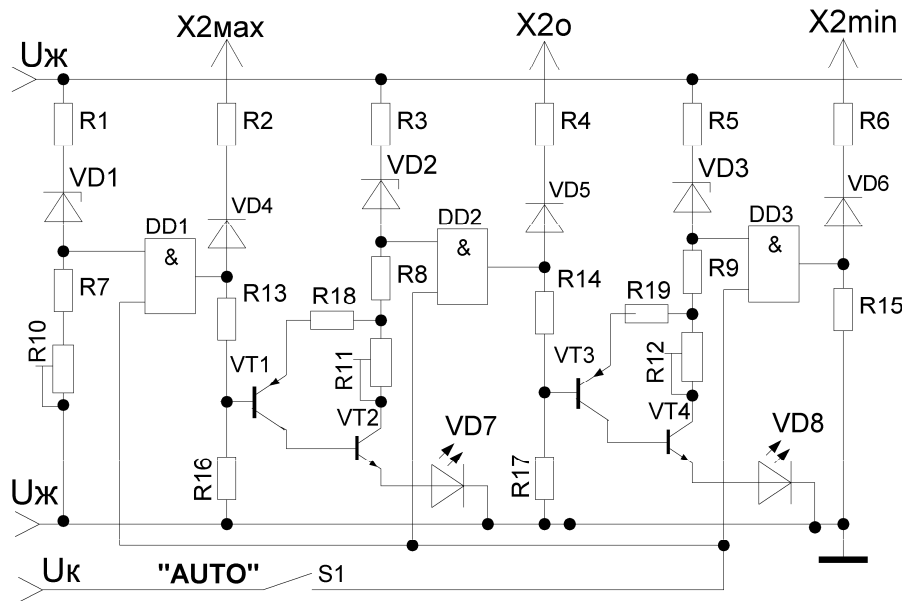 X2мах X2о X2min
Uж
R1 R2 R3 R4 R5 R6
VD1 VD4 VD2 VD5 VD3 VD6
DD1 DD2 DD3
& & &
R7 R13 R18 R8 R14 R19 R9 R15
R10 R11 R12
VT1 VT3
VT2 VT4
VD7 VD8
R16 R17
Uж
Uк "AUTO" S1